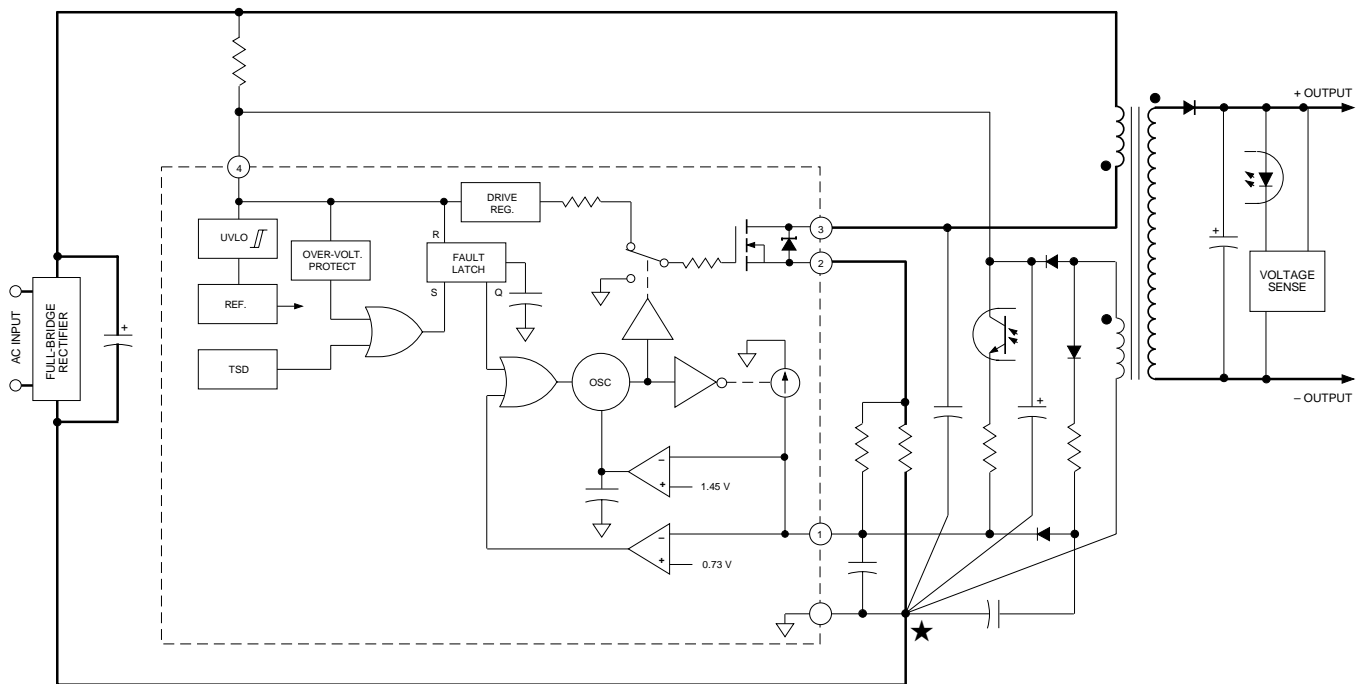 + OUTPUT
4
DRIVE
REG.
R
3
UVLO
OVER-VOLT.
PROTECT
FAULT
LATCH
2
+
VOLTAGE
SENSE
S
Q
REF.
AC INPUT
FULL-BRIDGE
RECTIFIER
+
TSD
OSC
– OUTPUT
+
–
+
1.45 V
1
–
+
0.73 V